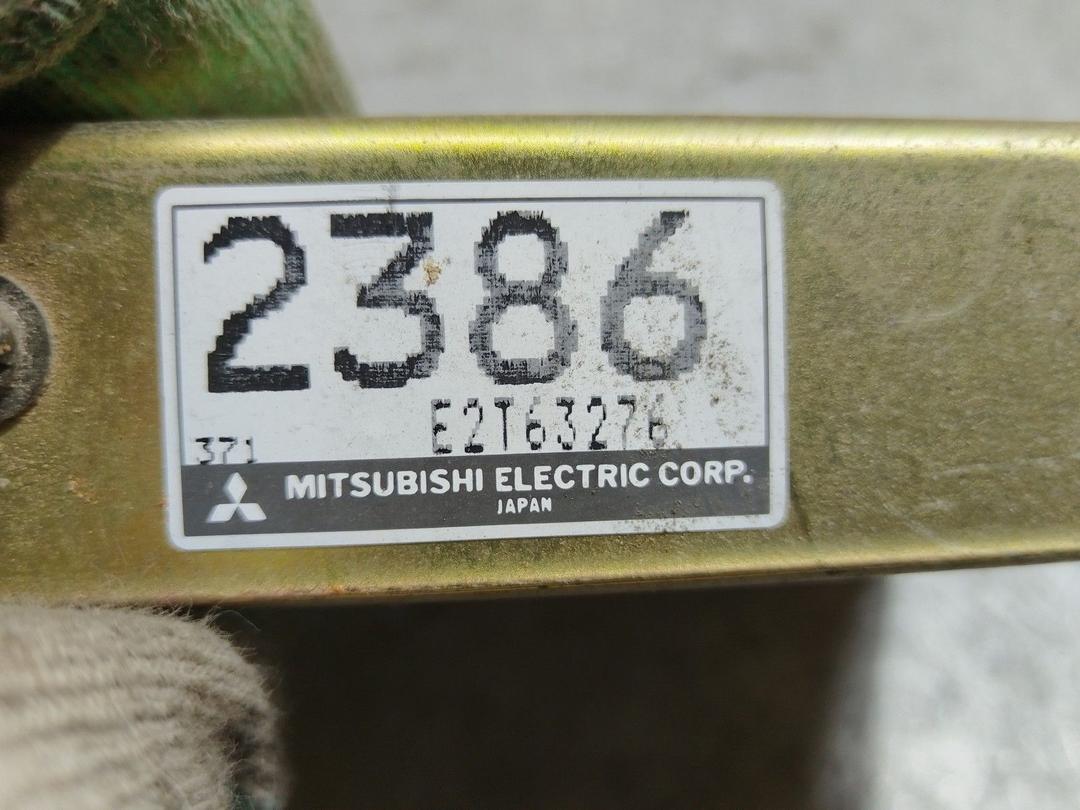 2386
E2T63276
371
MITSUBISHI ELECTRIC CORP.
JAPAN